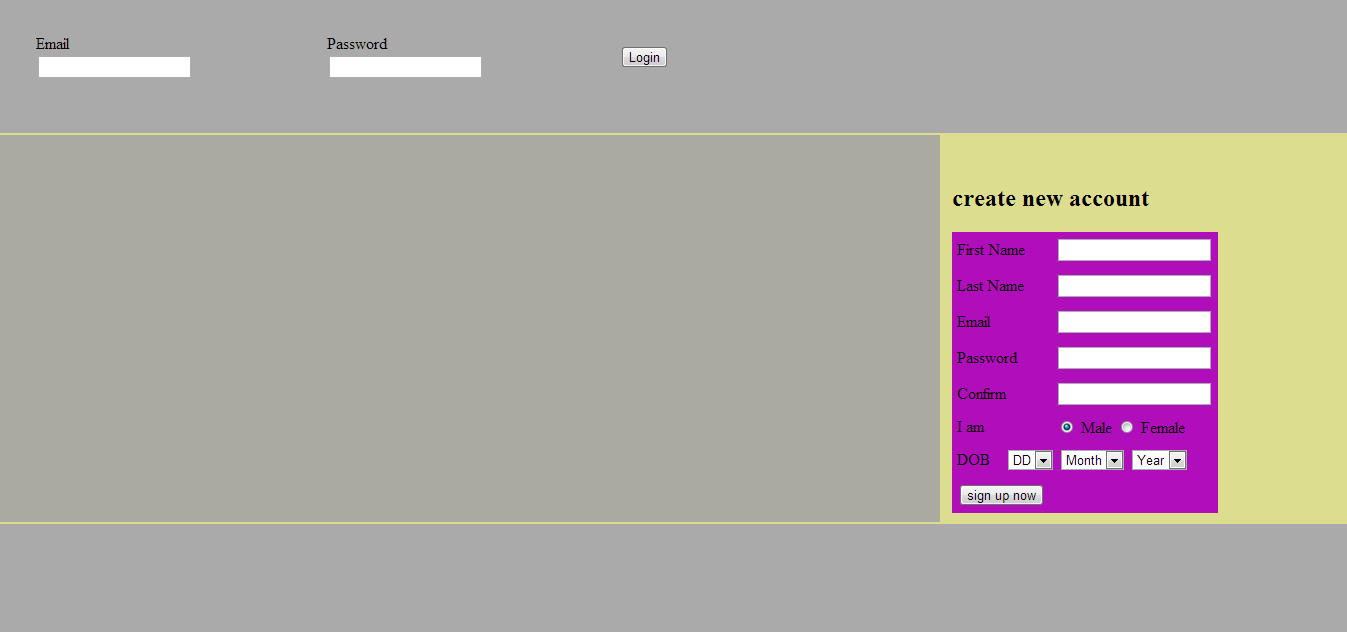 Email Password Login
create new account
First Name
Last Name
Email
Password
Confirm
I am Male Female
DOB DD Month Year
sign up now